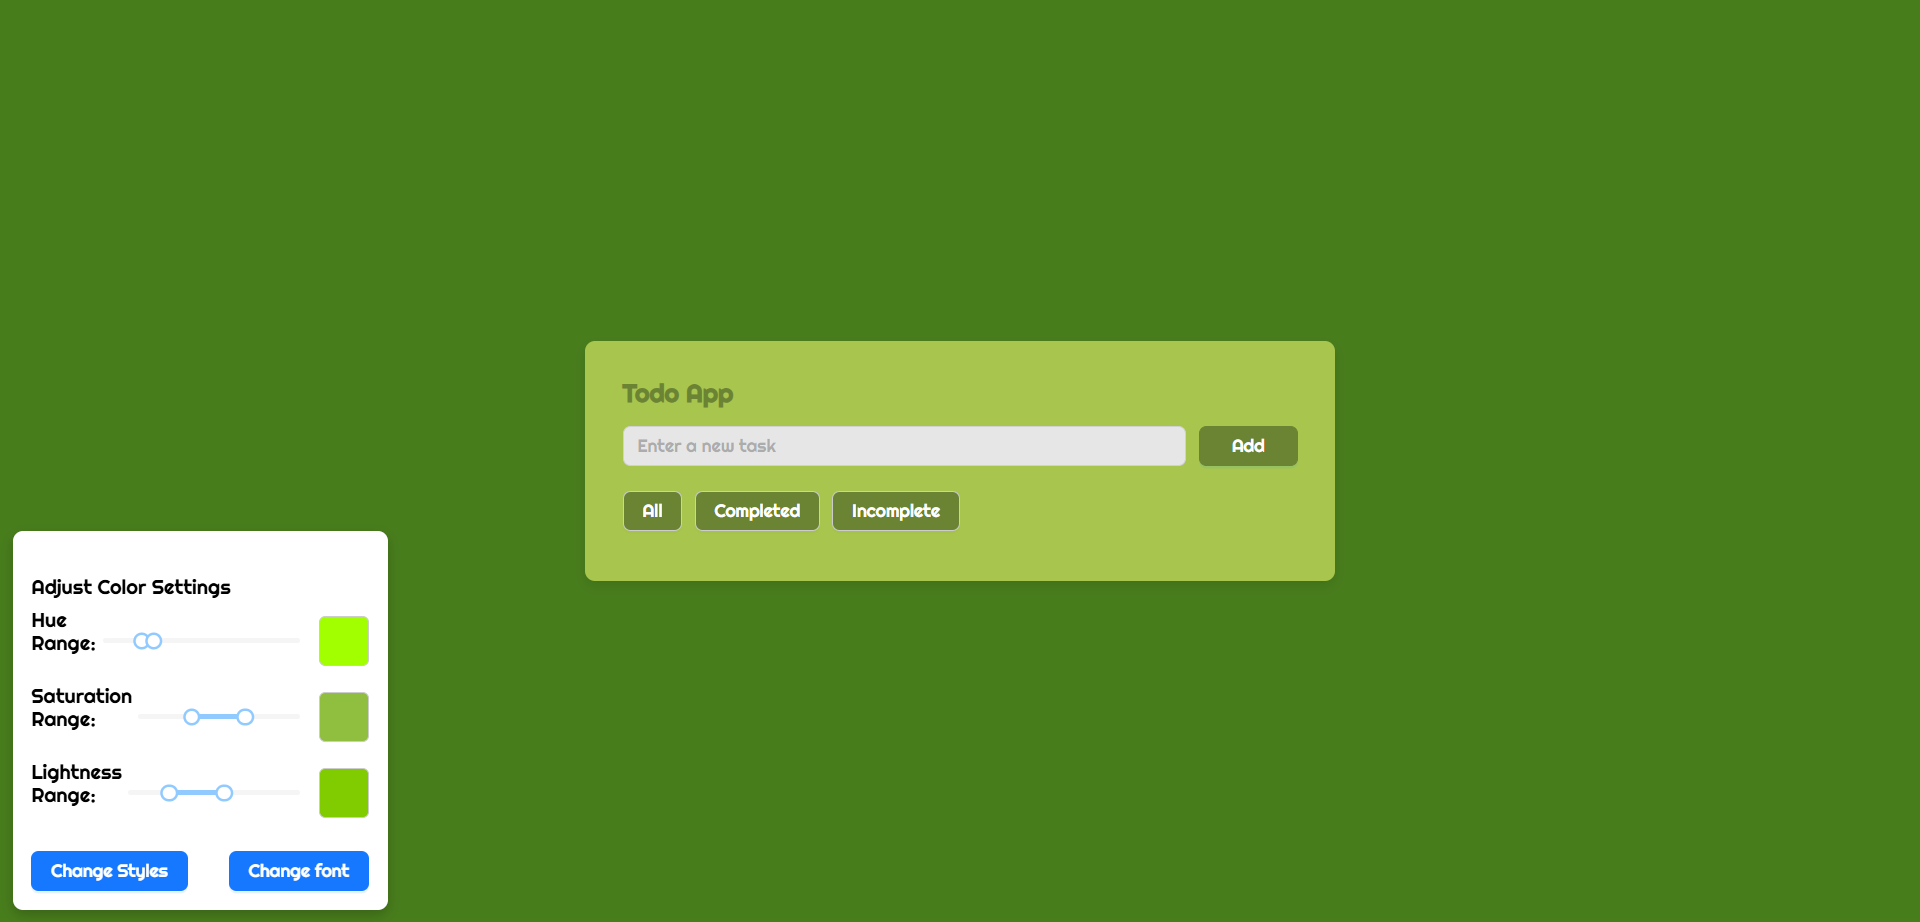 Todo App
Enter a new task
Add
All
Completed
Incomplete
Adjust Color Settings
Hue
Range:
Saturation
Range:
Lightness
Range:
Change Styles
Change font